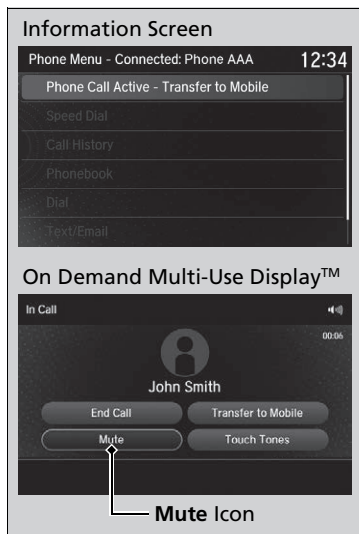 Information Screen
Phone Menu - Connected: Phone AAA 12:34
Phone Call Active - Transfer to Mobile
Speed Dial
Call History
Phonebook
Dial
Text/Email
On Demand Multi-Use Display™
In Call
00:06
John Smith
End Call Transfer to Mobile
Mute Touch Tones
Mute Icon